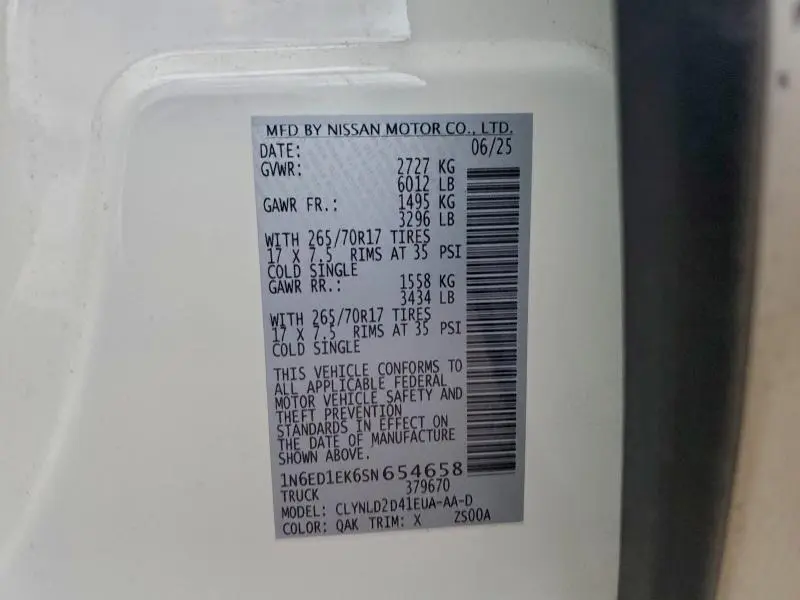 MFD BY NISSAN MOTOR CO., LTD.
DATE: 06/25
GVWR: 2727 KG
6012 LB
GAWR FR.: 1495 KG
3296 LB
WITH 265/70R17 TIRES
17 X 7.5 RIMS AT 35 PSI
COLD SINGLE
GAWR RR.: 1558 KG
3434 LB
WITH 265/70R17 TIRES
17 X 7.5 RIMS AT 35 PSI
COLD SINGLE
THIS VEHICLE CONFORMS TO
ALL APPLICABLE FEDERAL
MOTOR VEHICLE SAFETY AND
THEFT PREVENTION
STANDARDS IN EFFECT ON
THE DATE OF MANUFACTURE
SHOWN ABOVE.
1N6ED1EK6SN654658
TRUCK 379670
MODEL: CLYNLD2D41EUA-AA-D
COLOR: QAK TRIM: X ZS00A